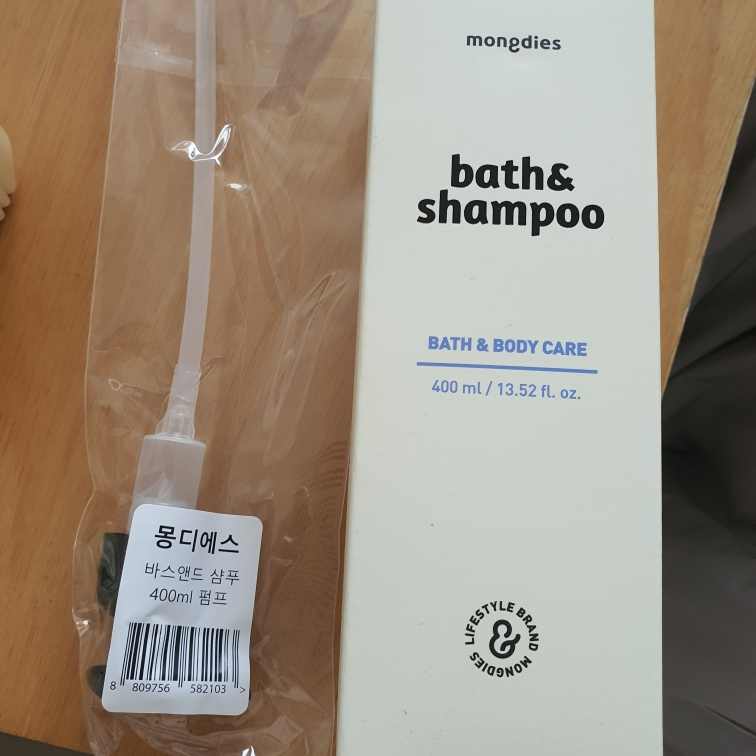 mongdies
bath&
shampoo
BATH & BODY CARE
400 ml / 13.52 fl. oz.
LIFESTYLE BRAND MONGDIES
&
몽디에스
바스앤드 샴푸
400ml 펌프
8 809756 582103 >